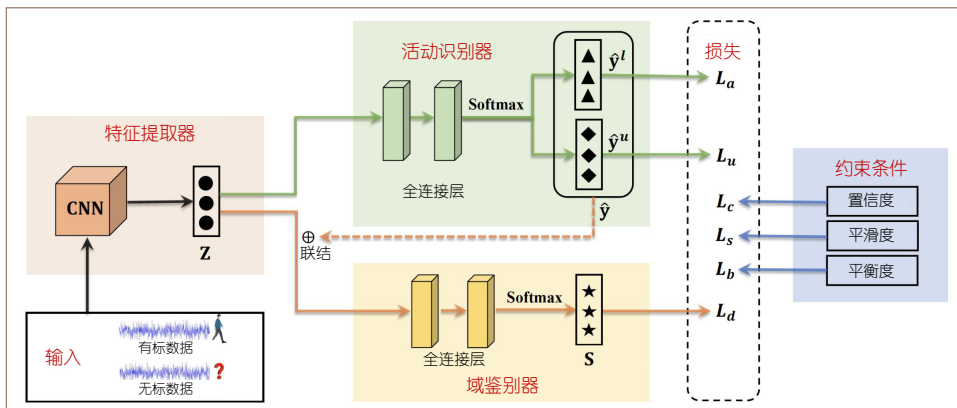 特征提取器
CNN
Z
输入
有标数据
?
无标数据
活动识别器
Softmax
全连接层
ŷˡ
ŷᵘ
ŷ
⊕
联结
Softmax
全连接层
S
域鉴别器
损失
Lₐ
Lᵤ
L_c
Lₛ
L_b
L_d
约束条件
置信度
平滑度
平衡度